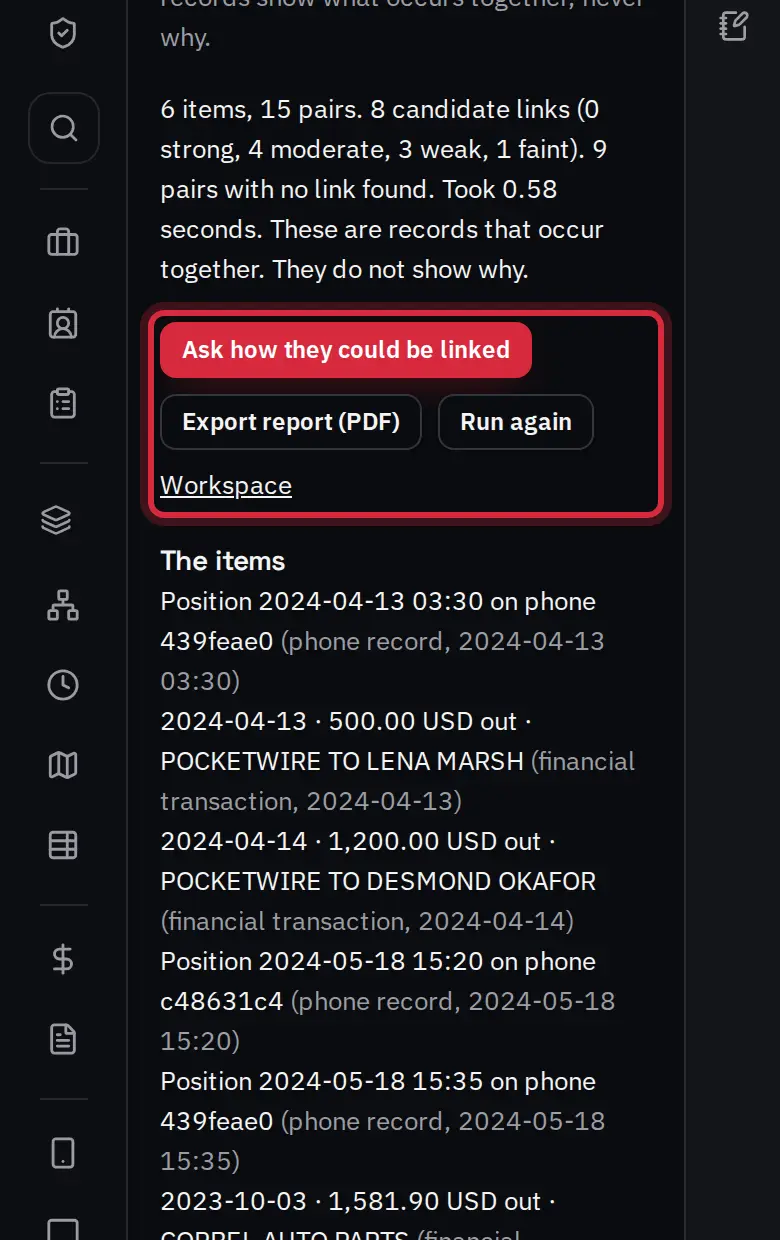 why.
6 items, 15 pairs. 8 candidate links (0
strong, 4 moderate, 3 weak, 1 faint). 9
pairs with no link found. Took 0.58
seconds. These are records that occur
together. They do not show why.
Ask how they could be linked
Export report (PDF)
Run again
Workspace
The items
Position 2024-04-13 03:30 on phone
439feae0 (phone record, 2024-04-13
03:30)
2024-04-13 · 500.00 USD out ·
POCKETWIRE TO LENA MARSH (financial
transaction, 2024-04-13)
2024-04-14 · 1,200.00 USD out ·
POCKETWIRE TO DESMOND OKAFOR
(financial transaction, 2024-04-14)
Position 2024-05-18 15:20 on phone
c48631c4 (phone record, 2024-05-18
15:20)
Position 2024-05-18 15:35 on phone
439feae0 (phone record, 2024-05-18
15:35)
2023-10-03 · 1,581.90 USD out ·